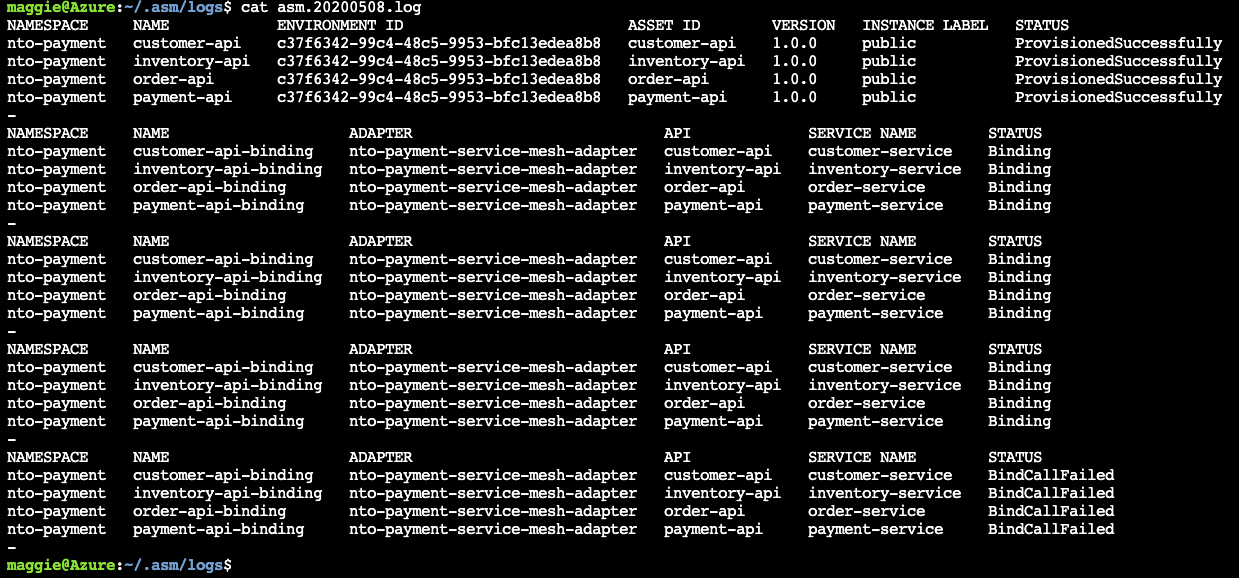 maggie@Azure:~/.asm/logs$ cat asm.20200508.log
NAMESPACE NAME ENVIRONMENT ID ASSET ID VERSION INSTANCE LABEL STATUS
nto-payment customer-api c37f6342-99c4-48c5-9953-bfc13edea8b8 customer-api 1.0.0 public ProvisionedSuccessfully
nto-payment inventory-api c37f6342-99c4-48c5-9953-bfc13edea8b8 inventory-api 1.0.0 public ProvisionedSuccessfully
nto-payment order-api c37f6342-99c4-48c5-9953-bfc13edea8b8 order-api 1.0.0 public ProvisionedSuccessfully
nto-payment payment-api c37f6342-99c4-48c5-9953-bfc13edea8b8 payment-api 1.0.0 public ProvisionedSuccessfully
-
NAMESPACE NAME ADAPTER API SERVICE NAME STATUS
nto-payment customer-api-binding nto-payment-service-mesh-adapter customer-api customer-service Binding
nto-payment inventory-api-binding nto-payment-service-mesh-adapter inventory-api inventory-service Binding
nto-payment order-api-binding nto-payment-service-mesh-adapter order-api order-service Binding
nto-payment payment-api-binding nto-payment-service-mesh-adapter payment-api payment-service Binding
-
NAMESPACE NAME ADAPTER API SERVICE NAME STATUS
nto-payment customer-api-binding nto-payment-service-mesh-adapter customer-api customer-service Binding
nto-payment inventory-api-binding nto-payment-service-mesh-adapter inventory-api inventory-service Binding
nto-payment order-api-binding nto-payment-service-mesh-adapter order-api order-service Binding
nto-payment payment-api-binding nto-payment-service-mesh-adapter payment-api payment-service Binding
-
NAMESPACE NAME ADAPTER API SERVICE NAME STATUS
nto-payment customer-api-binding nto-payment-service-mesh-adapter customer-api customer-service Binding
nto-payment inventory-api-binding nto-payment-service-mesh-adapter inventory-api inventory-service Binding
nto-payment order-api-binding nto-payment-service-mesh-adapter order-api order-service Binding
nto-payment payment-api-binding nto-payment-service-mesh-adapter payment-api payment-service Binding
-
NAMESPACE NAME ADAPTER API SERVICE NAME STATUS
nto-payment customer-api-binding nto-payment-service-mesh-adapter customer-api customer-service BindCallFailed
nto-payment inventory-api-binding nto-payment-service-mesh-adapter inventory-api inventory-service BindCallFailed
nto-payment order-api-binding nto-payment-service-mesh-adapter order-api order-service BindCallFailed
nto-payment payment-api-binding nto-payment-service-mesh-adapter payment-api payment-service BindCallFailed
-
maggie@Azure:~/.asm/logs$